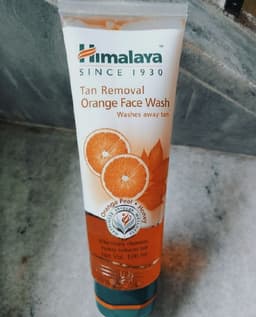 Himalaya
SINCE 1930
Tan Removal
Orange Face Wash
Washes away tan
Orange Peel • Honey